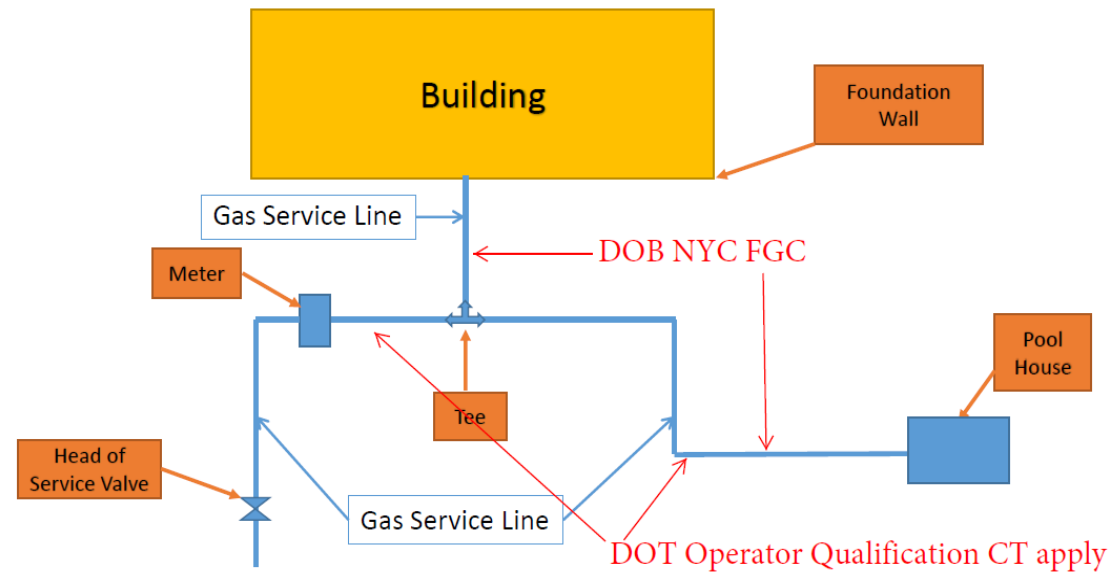 Building
Foundation
Wall
Gas Service Line
DOB NYC FGC
Meter
Pool
House
Tee
Head of
Service Valve
Gas Service Line
DOT Operator Qualification CT apply